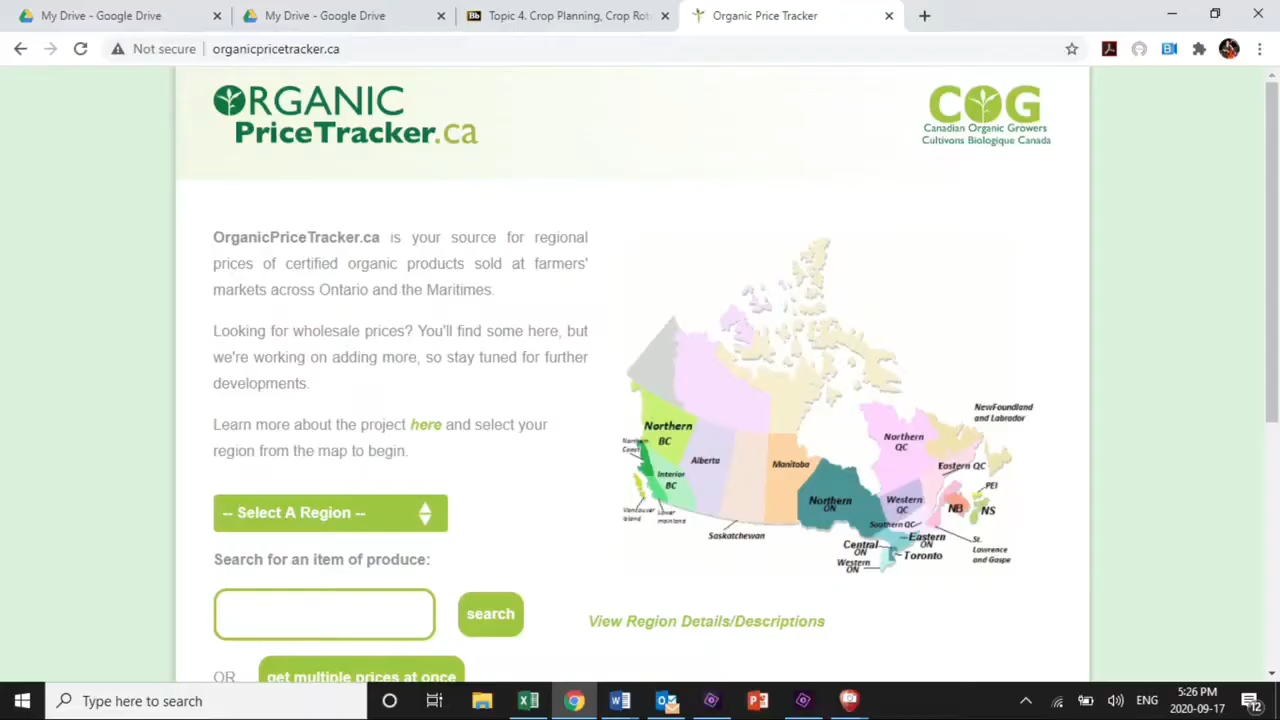 My Drive - Google Drive
My Drive - Google Drive
Bb
Topic 4. Crop Planning, Crop Rot
Organic Price Tracker
Not secure
organicpricetracker.ca
ORGANIC
PriceTracker.ca
COG
Canadian Organic Growers
Cultivons Biologique Canada
OrganicPriceTracker.ca is your source for regional
prices of certified organic products sold at farmers'
markets across Ontario and the Maritimes.
Looking for wholesale prices? You'll find some here, but
we're working on adding more, so stay tuned for further
developments.
Learn more about the project here and select your
region from the map to begin.
-- Select A Region --
Search for an item of produce:
search
OR
get multiple prices at once
NewFoundland
and Labrador
Northern
BC
Northern
QC
Northern
Coast
Alberta
Manitoba
Eastern QC
Interior
BC
PEI
Northern
ON
Western
QC
NB
NS
Vancouver
Island
Lower
mainland
Southern QC
Saskatchewan
Eastern
ON
Central
ON
Toronto
St.
Lawrence
and Gaspe
Western
ON
View Region Details/Descriptions
Type here to search
ENG
5:26 PM
2020-09-17
12